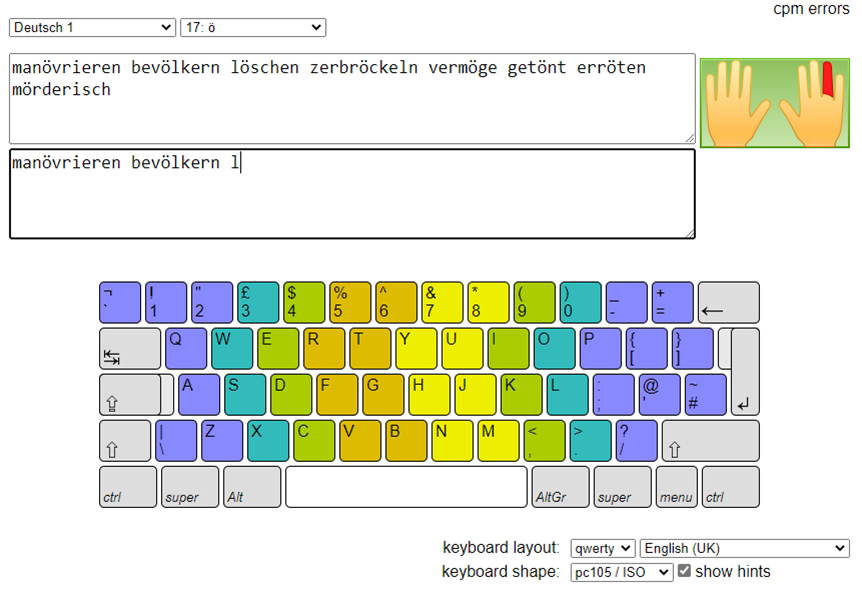 cpm errors
Deutsch 1 17: ö
manövrieren bevölkern löschen zerbröckeln vermöge getönt erröten
mörderisch
manövrieren bevölkern l
¬ ! " £ $ % ^ & * ( ) _ +
` 1 2 3 4 5 6 7 8 9 0 - = ←
Q W E R T Y U I O P { }
[ ]
A S D F G H J K L : @ ~
; ' #
| Z X C V B N M < > ?
\ , . /
ctrl super Alt AltGr super menu ctrl
keyboard layout: qwerty English (UK)
keyboard shape: pc105 / ISO show hints